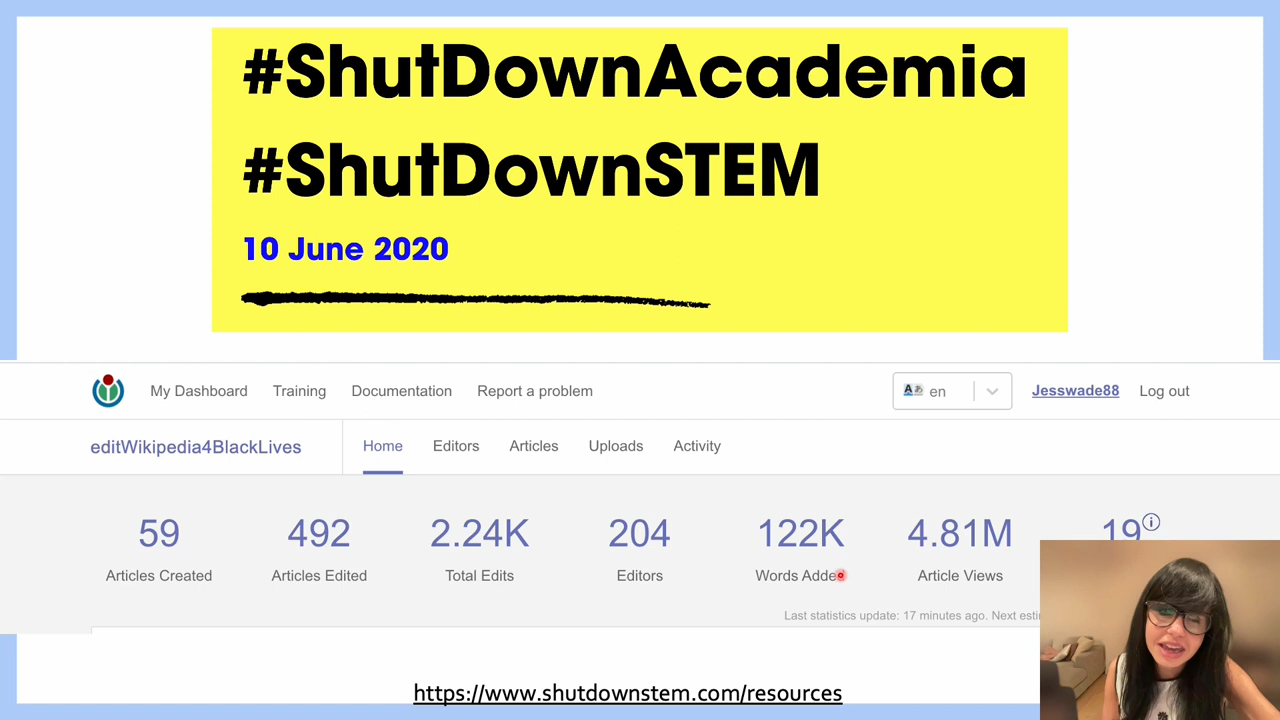 #ShutDownAcademia
#ShutDownSTEM
10 June 2020
My Dashboard Training Documentation Report a problem en Jesswade88 Log out
editWikipedia4BlackLives Home Editors Articles Uploads Activity
59 492 2.24K 204 122K 4.81M 19
Articles Created Articles Edited Total Edits Editors Words Added Article Views
Last statistics update: 17 minutes ago. Next
https://www.shutdownstem.com/resources